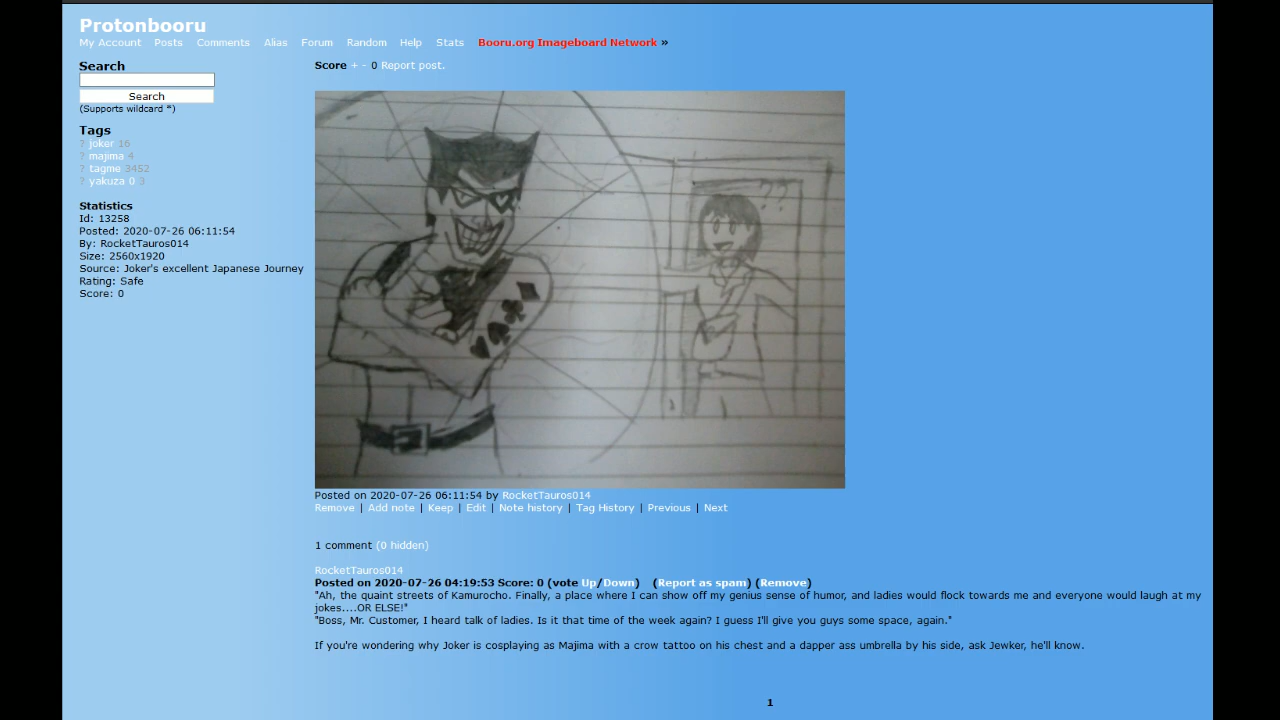 Protonbooru
My Account Posts Comments Alias Forum Random Help Stats Booru.org Imageboard Network »
Search
Search
(Supports wildcard *)
Tags
? joker 16
? majima 4
? tagme 3452
? yakuza 0 3
Statistics
Id: 13258
Posted: 2020-07-26 06:11:54
By: RocketTauros014
Size: 2560x1920
Source: Joker's excellent Japanese Journey
Rating: Safe
Score: 0
Score + - 0 Report post.
Posted on 2020-07-26 06:11:54 by RocketTauros014
Remove | Add note | Keep | Edit | Note history | Tag History | Previous | Next
1 comment (0 hidden)
RocketTauros014
Posted on 2020-07-26 04:19:53 Score: 0 (vote Up/Down) (Report as spam) (Remove)
"Ah, the quaint streets of Kamurocho. Finally, a place where I can show off my genius sense of humor, and ladies would flock towards me and everyone would laugh at my
jokes....OR ELSE!"
"Boss, Mr. Customer, I heard talk of ladies. Is it that time of the week again? I guess I'll give you guys some space, again."
If you're wondering why Joker is cosplaying as Majima with a crow tattoo on his chest and a dapper ass umbrella by his side, ask Jewker, he'll know.
1